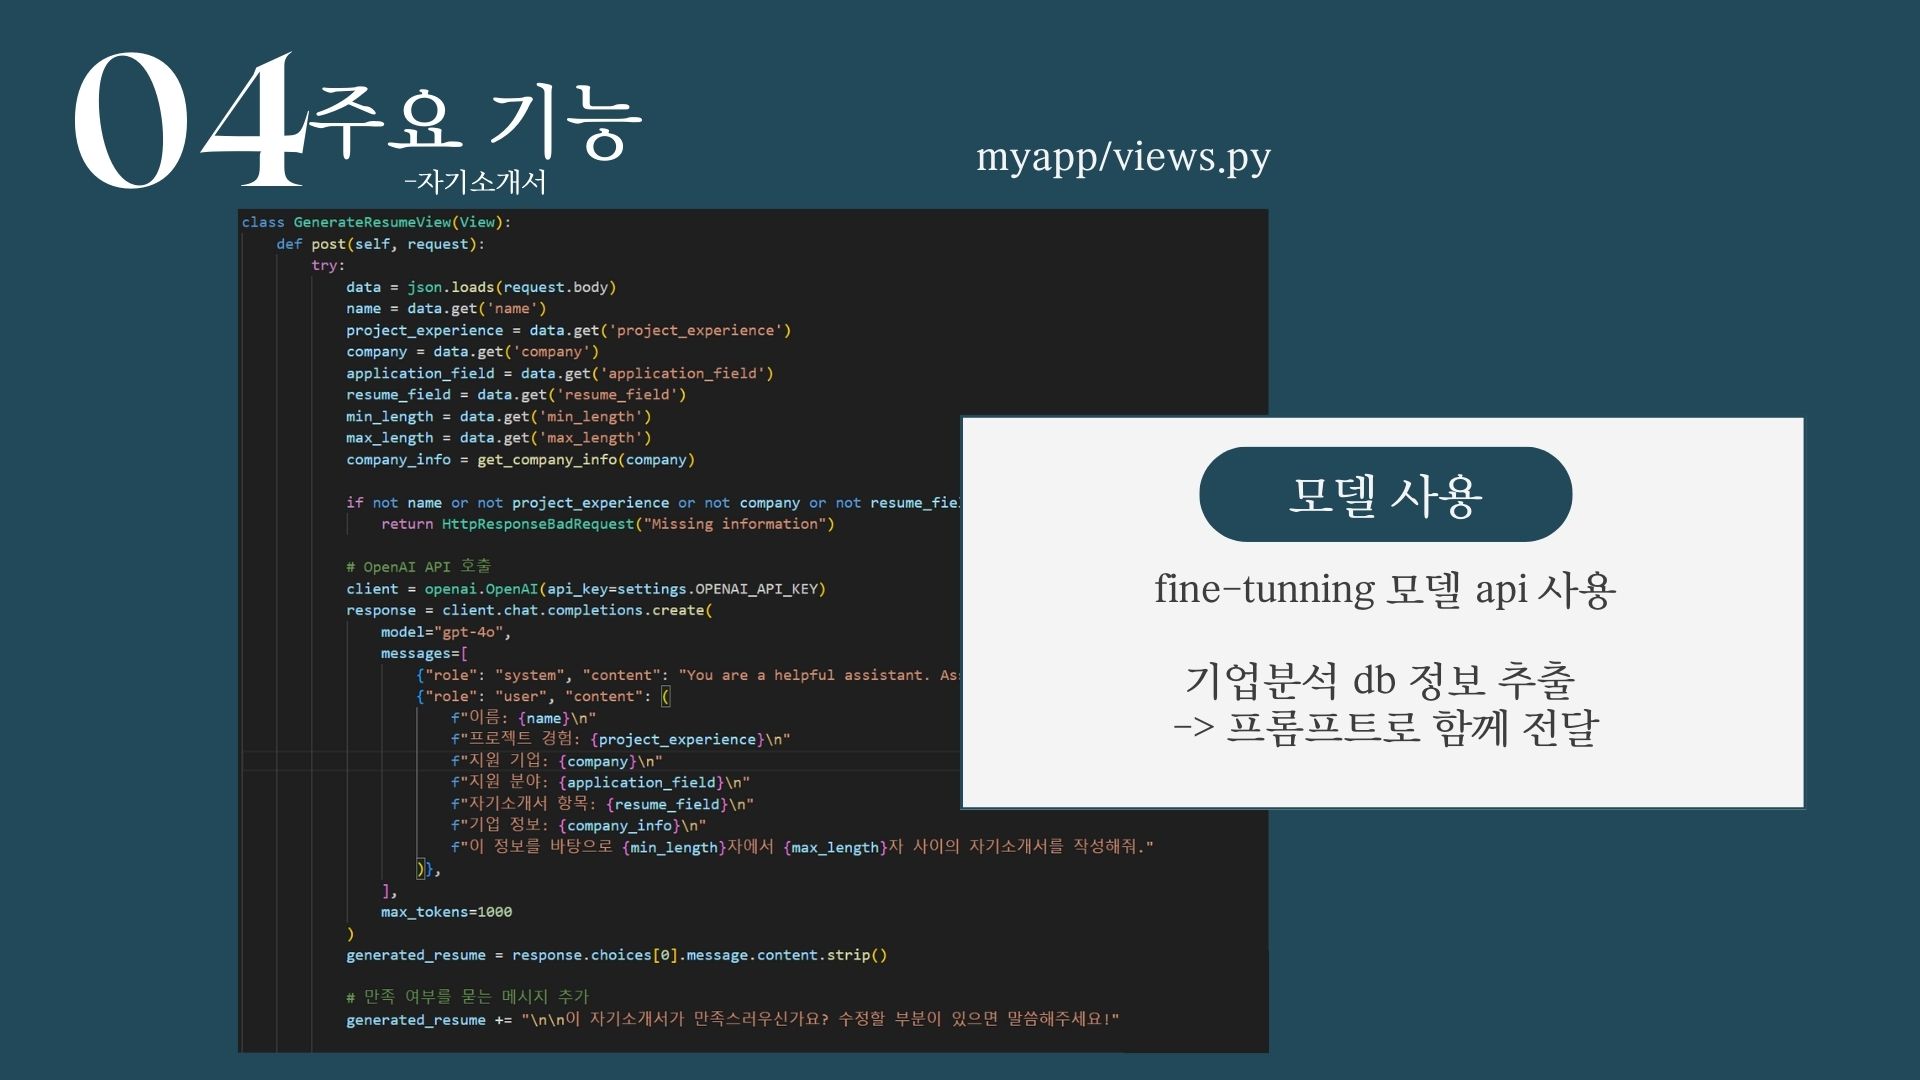 04 주요 기능
-자기소개서
myapp/views.py
class GenerateResumeView(View):
def post(self, request):
try:
data = json.loads(request.body)
name = data.get('name')
project_experience = data.get('project_experience')
company = data.get('company')
application_field = data.get('application_field')
resume_field = data.get('resume_field')
min_length = data.get('min_length')
max_length = data.get('max_length')
company_info = get_company_info(company)
if not name or not project_experience or not company or not resume_fie
return HttpResponseBadRequest("Missing information")
# OpenAI API 호출
client = openai.OpenAI(api_key=settings.OPENAI_API_KEY)
response = client.chat.completions.create(
model="gpt-4o",
messages=[
{"role": "system", "content": "You are a helpful assistant. As
{"role": "user", "content": (
f"이름: {name}\n"
f"프로젝트 경험: {project_experience}\n"
f"지원 기업: {company}\n"
f"지원 분야: {application_field}\n"
f"자기소개서 항목: {resume_field}\n"
f"기업 정보: {company_info}\n"
f"이 정보를 바탕으로 {min_length}자에서 {max_length}자 사이의 자기소개서를 작성해줘."
)},
],
max_tokens=1000
)
generated_resume = response.choices[0].message.content.strip()
# 만족 여부를 묻는 메시지 추가
generated_resume += "\n\n이 자기소개서가 만족스러우신가요? 수정할 부분이 있으면 말씀해주세요!"
모델 사용
fine-tunning 모델 api 사용
기업분석 db 정보 추출
-> 프롬프트로 함께 전달